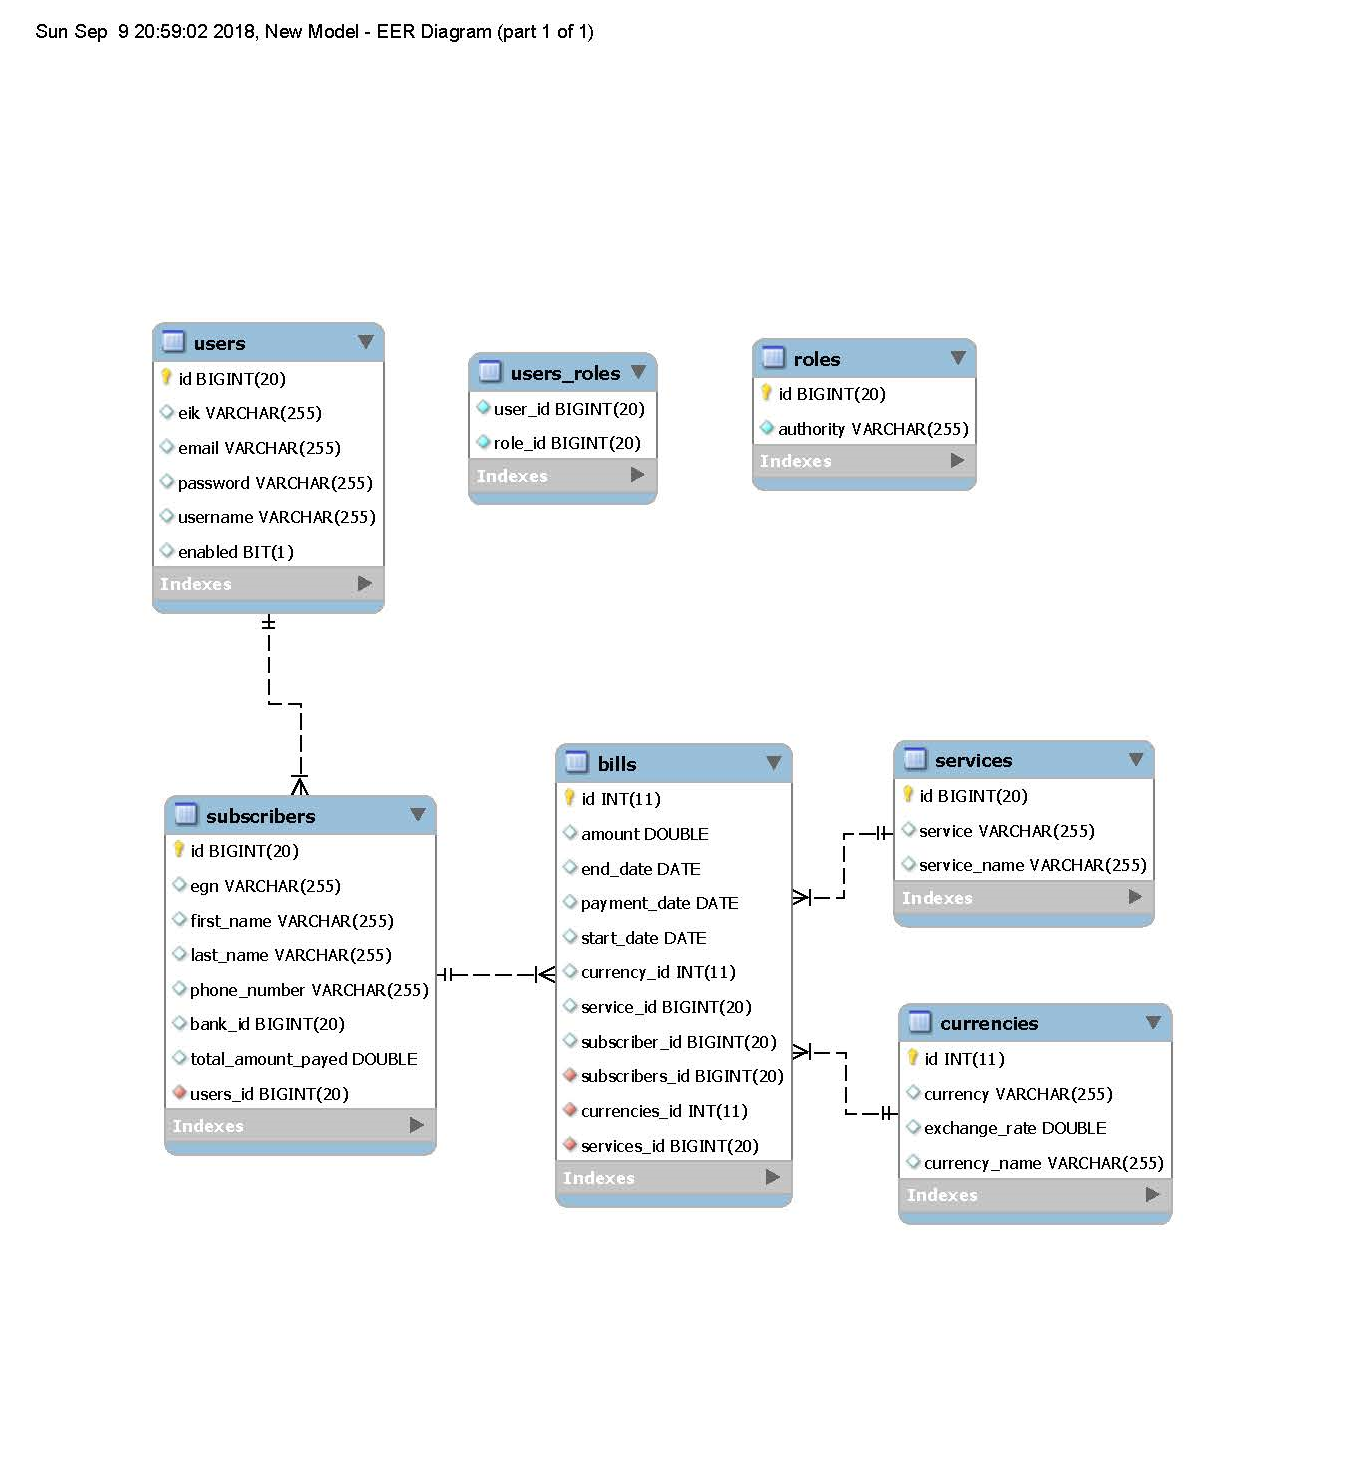 Sun Sep  9 20:59:02 2018, New Model - EER Diagram (part 1 of 1)
users
id BIGINT(20)
eik VARCHAR(255)
email VARCHAR(255)
password VARCHAR(255)
username VARCHAR(255)
enabled BIT(1)
Indexes
users_roles
user_id BIGINT(20)
role_id BIGINT(20)
Indexes
roles
id BIGINT(20)
authority VARCHAR(255)
Indexes
subscribers
id BIGINT(20)
egn VARCHAR(255)
first_name VARCHAR(255)
last_name VARCHAR(255)
phone_number VARCHAR(255)
bank_id BIGINT(20)
total_amount_payed DOUBLE
users_id BIGINT(20)
Indexes
bills
id INT(11)
amount DOUBLE
end_date DATE
payment_date DATE
start_date DATE
currency_id INT(11)
service_id BIGINT(20)
subscriber_id BIGINT(20)
subscribers_id BIGINT(20)
currencies_id INT(11)
services_id BIGINT(20)
Indexes
services
id BIGINT(20)
service VARCHAR(255)
service_name VARCHAR(255)
Indexes
currencies
id INT(11)
currency VARCHAR(255)
exchange_rate DOUBLE
currency_name VARCHAR(255)
Indexes